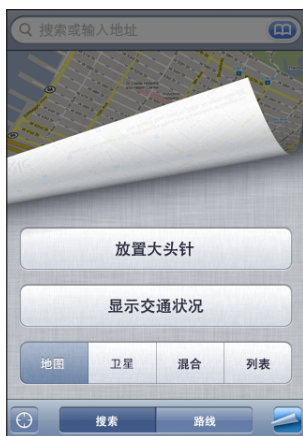 搜索或输入地址
放置大头针
显示交通状况
地图 卫星 混合 列表
搜索 路线